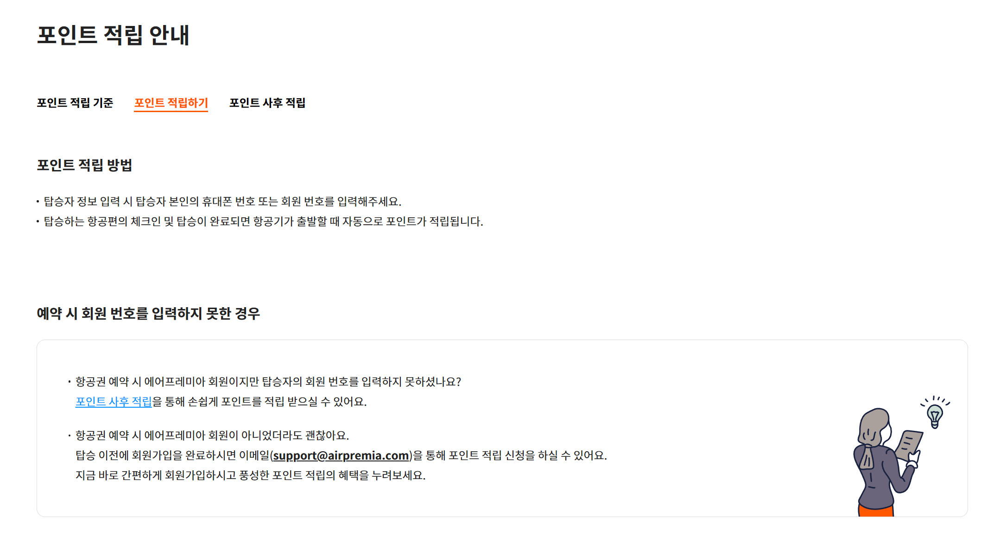 포인트 적립 안내
포인트 적립 기준 포인트 적립하기 포인트 사후 적립
포인트 적립 방법
• 탑승자 정보 입력 시 탑승자 본인의 휴대폰 번호 또는 회원 번호를 입력해주세요.
• 탑승하는 항공편의 체크인 및 탑승이 완료되면 항공기가 출발할 때 자동으로 포인트가 적립됩니다.
예약 시 회원 번호를 입력하지 못한 경우
• 항공권 예약 시 에어프레미아 회원이지만 탑승자의 회원 번호를 입력하지 못하셨나요?
포인트 사후 적립을 통해 손쉽게 포인트를 적립 받으실 수 있어요.
• 항공권 예약 시 에어프레미아 회원이 아니었더라도 괜찮아요.
탑승 이전에 회원가입을 완료하시면 이메일(support@airpremia.com)을 통해 포인트 적립 신청을 하실 수 있어요.
지금 바로 간편하게 회원가입하시고 풍성한 포인트 적립의 혜택을 누려보세요.